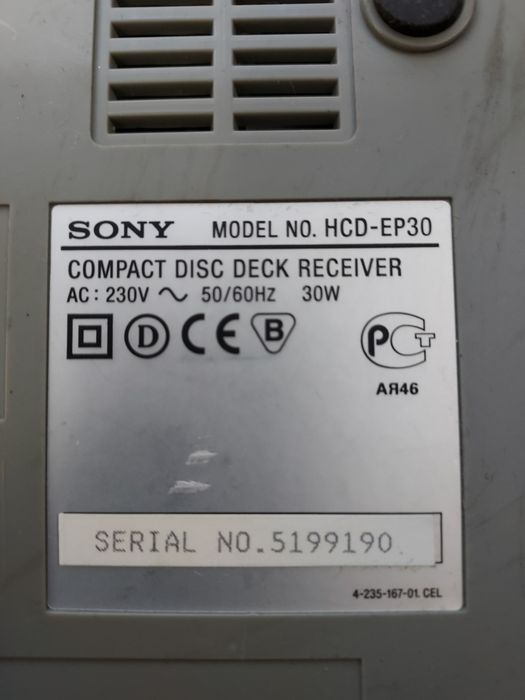 SONY MODEL NO. HCD-EP30
COMPACT DISC DECK RECEIVER
AC: 230V ~ 50/60HZ 30W
D CE B PCT
АЯ46
SERIAL NO.5199190
4-235-167-01. CEL